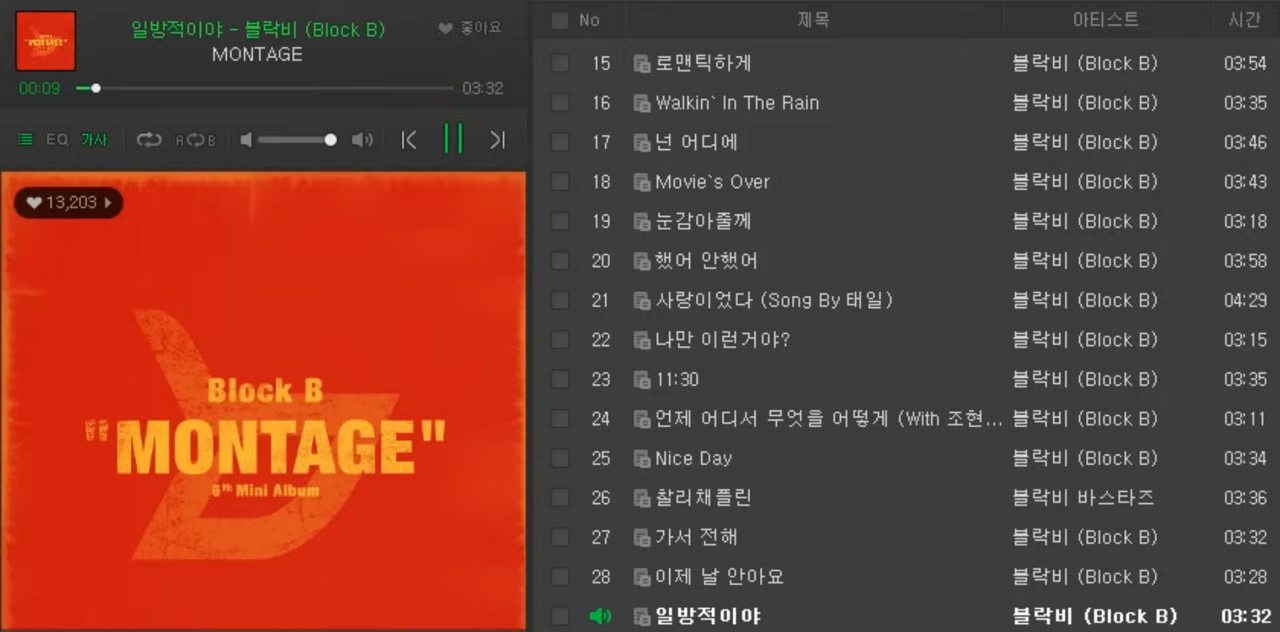 일방적이야 - 블락비 (Block B)
좋아요
MONTAGE
00:09
03:32
EQ 가사
A B
13,203
Block B
"MONTAGE"
6th Mini Album
No 제목 아티스트 시간
15 로맨틱하게 블락비 (Block B) 03:54
16 Walkin` In The Rain 블락비 (Block B) 03:35
17 넌 어디에 블락비 (Block B) 03:46
18 Movie`s Over 블락비 (Block B) 03:43
19 눈감아줄께 블락비 (Block B) 03:18
20 했어 안했어 블락비 (Block B) 03:58
21 사랑이었다 (Song By 태일) 블락비 (Block B) 04:29
22 나만 이런거야? 블락비 (Block B) 03:15
23 11:30 블락비 (Block B) 03:35
24 언제 어디서 무엇을 어떻게 (With 조현... 블락비 (Block B) 03:11
25 Nice Day 블락비 (Block B) 03:34
26 찰리채플린 블락비 바스타즈 03:36
27 가서 전해 블락비 (Block B) 03:32
28 이제 날 안아요 블락비 (Block B) 03:28
일방적이야 블락비 (Block B) 03:32